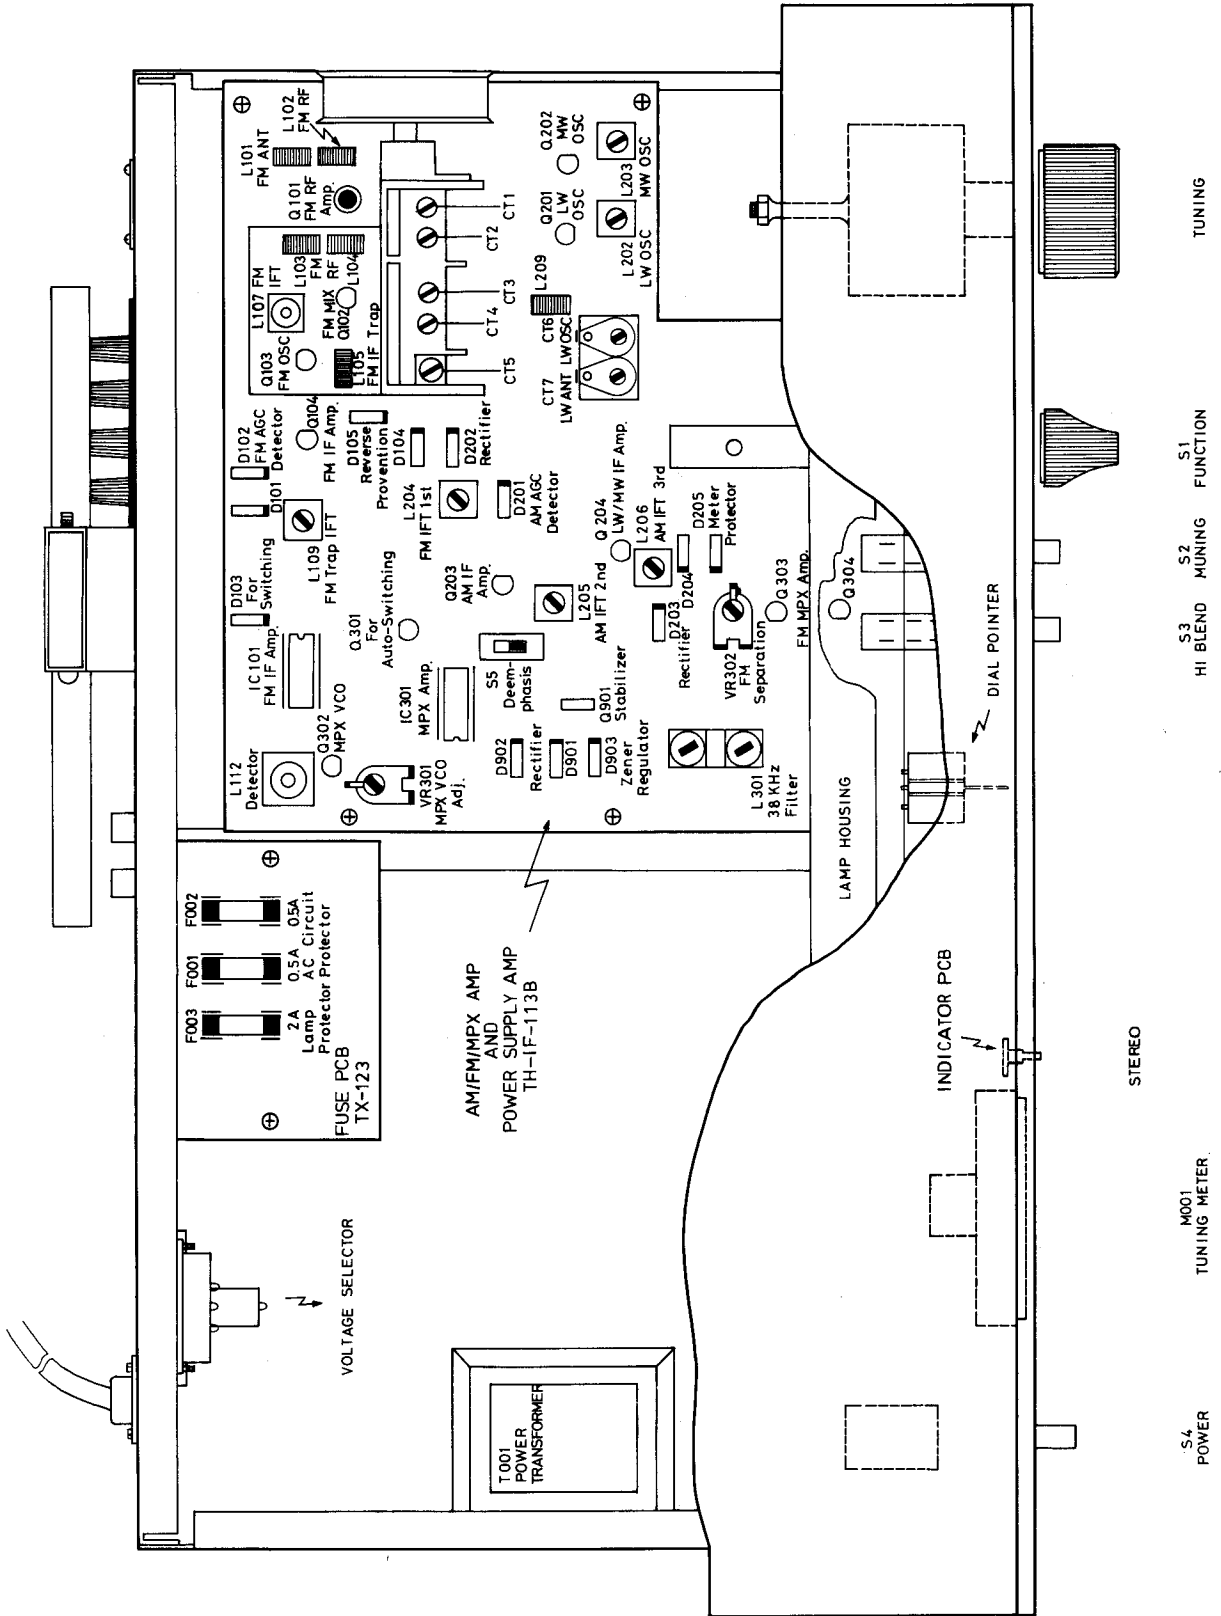 VOLTAGE SELECTOR
T001
POWER
TRANSFORMER
F003
F001
F002
2A
Lamp
Protector
0.5A
AC
Protector
0.5A
Circuit
FUSE PCB
TX-123
AM/FM/MPX AMP
AND
POWER SUPPLY AMP
TH-IF-113B
L112
Detector
Q302
MPX VCO
VR301
MPX VCO
Adj.
IC101
FM IF Amp.
D103
For
Switching
D101
D102
FM AGC
Detector
L109
FM Trap IFT
Q104
FM IF Amp.
Q103
FM OSC
L107 FM
IFT
L103
FM
RF
L104
FM MIX
Q102
L105
FM IF Trap
Q101
FM RF
Amp.
L101
FM ANT
L102
FM RF
Q301
For
Auto-Switching
IC301
MPX Amp.
D105
Reverse
Provention
D104
D202
Rectifier
L204
FM IFT 1st
D201
AM AGC
Detector
Q203
AM IF
Amp.
S5
Deem-
phasis
CT5
CT4
CT3
CT2
CT1
D902
Rectifier
D901
D903
Zener
Regulator
Q901
Stabilizer
L205
AM IFT 2nd
Q204
LW/MW IF Amp.
L206
AM IFT 3rd
CT7
LW ANT
CT6
LW OSC
L209
Q201
LW
OSC
Q202
MW
OSC
L202
LW OSC
L203
MW OSC
D203
Rectifier
D204
D205
Meter
Protector
VR302
FM
Separation
Q303
FM MPX Amp.
Q304
L301
38 KHz
Filter
LAMP HOUSING
DIAL POINTER
INDICATOR PCB
S4
POWER
M001
TUNING METER
STEREO
S3
HI BLEND
S2
MUNING
S1
FUNCTION
TUNING